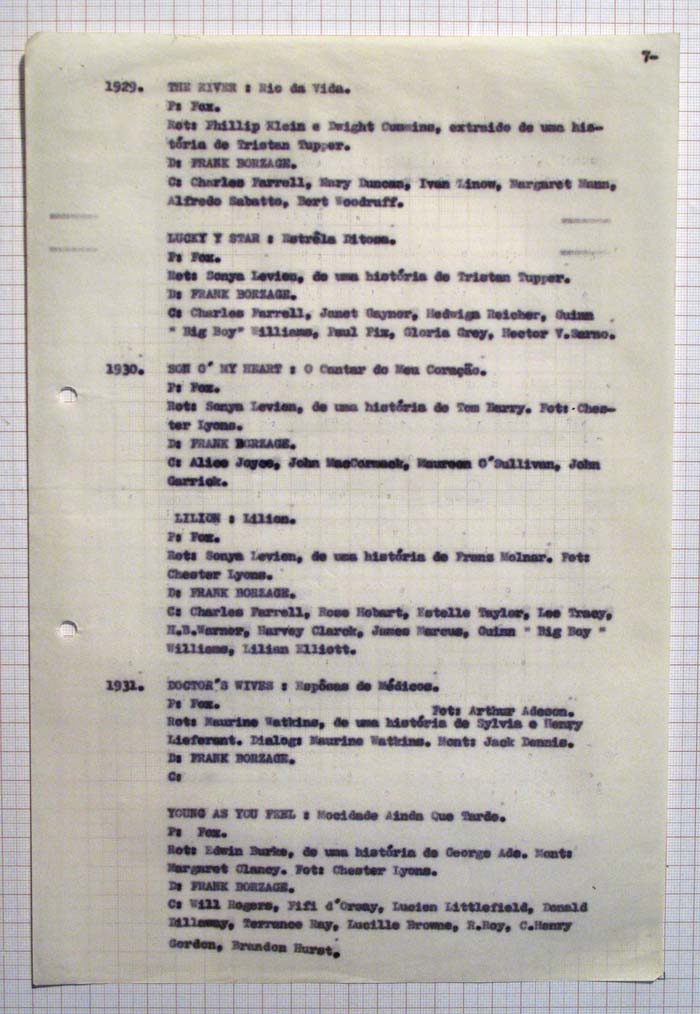 7-
1929. THE RIVER : Rio da Vida.
P: Fox.
Rot: Phillip Klein e Dwight Cummins, extraido de uma his-
tória de Tristan Tupper.
D: FRANK BORZAGE.
C: Charles Farrell, Mary Duncan, Ivan Linow, Margaret Mann,
Alfredo Sabatto, Bert Woodruff.
LUCKY Y STAR : Estrêla Ditosa.
P: Fox.
Rot: Sonya Levien, de uma história de Tristan Tupper.
D: FRANK BORZAGE.
C: Charles Farrell, Janet Gaynor, Hedwiga Reicher, Guinn
" Big Boy" Williams, Paul Fix, Gloria Grey, Hector V.Sarno.
1930. SON O' MY HEART : O Cantar do Meu Coração.
P: Fox.
Rot: Sonya Levien, de uma história de Tom Barry. Fot: Ches-
ter Lyons.
D: FRANK BORZAGE.
C: Alice Joyce, John MacCormack, Maureen O'Sullivan, John
Garrick.
LILION : Lilion.
P: Fox.
Rot: Sonya Levien, de uma história de Frans Molnar. Fot:
Chester Lyons.
D: FRANK BORZAGE.
C: Charles Farrell, Rose Hobart, Estelle Taylor, Lee Tracy,
H.B.Warner, Harvey Clarck, James Marcus, Guinn " Big Boy "
Williams, Lilian Elliott.
1931. DOCTOR'S WIVES : Espôsas de Médicos.
P: Fox. Fot: Arthur Adeson.
Rot: Maurine Watkins, de uma história de Sylvia e Henry
Lieferant. Dialog: Maurine Watkins. Mont: Jack Dennis.
D: FRANK BORZAGE.
C:
YOUNG AS YOU FEEL : Mocidade Ainda Que Tarde.
P: Fox.
Rot: Edwin Burke, de uma história de George Ade. Mont:
Margaret Clancy. Fot: Chester Lyons.
D: FRANK BORZAGE.
C: Will Rogers, Fifi d'Orsay, Lucien Littlefield, Donald
Dillaway, Terrance Ray, Lucille Browne, R.Roy, C.Henry
Gordon, Brandon Hurst.